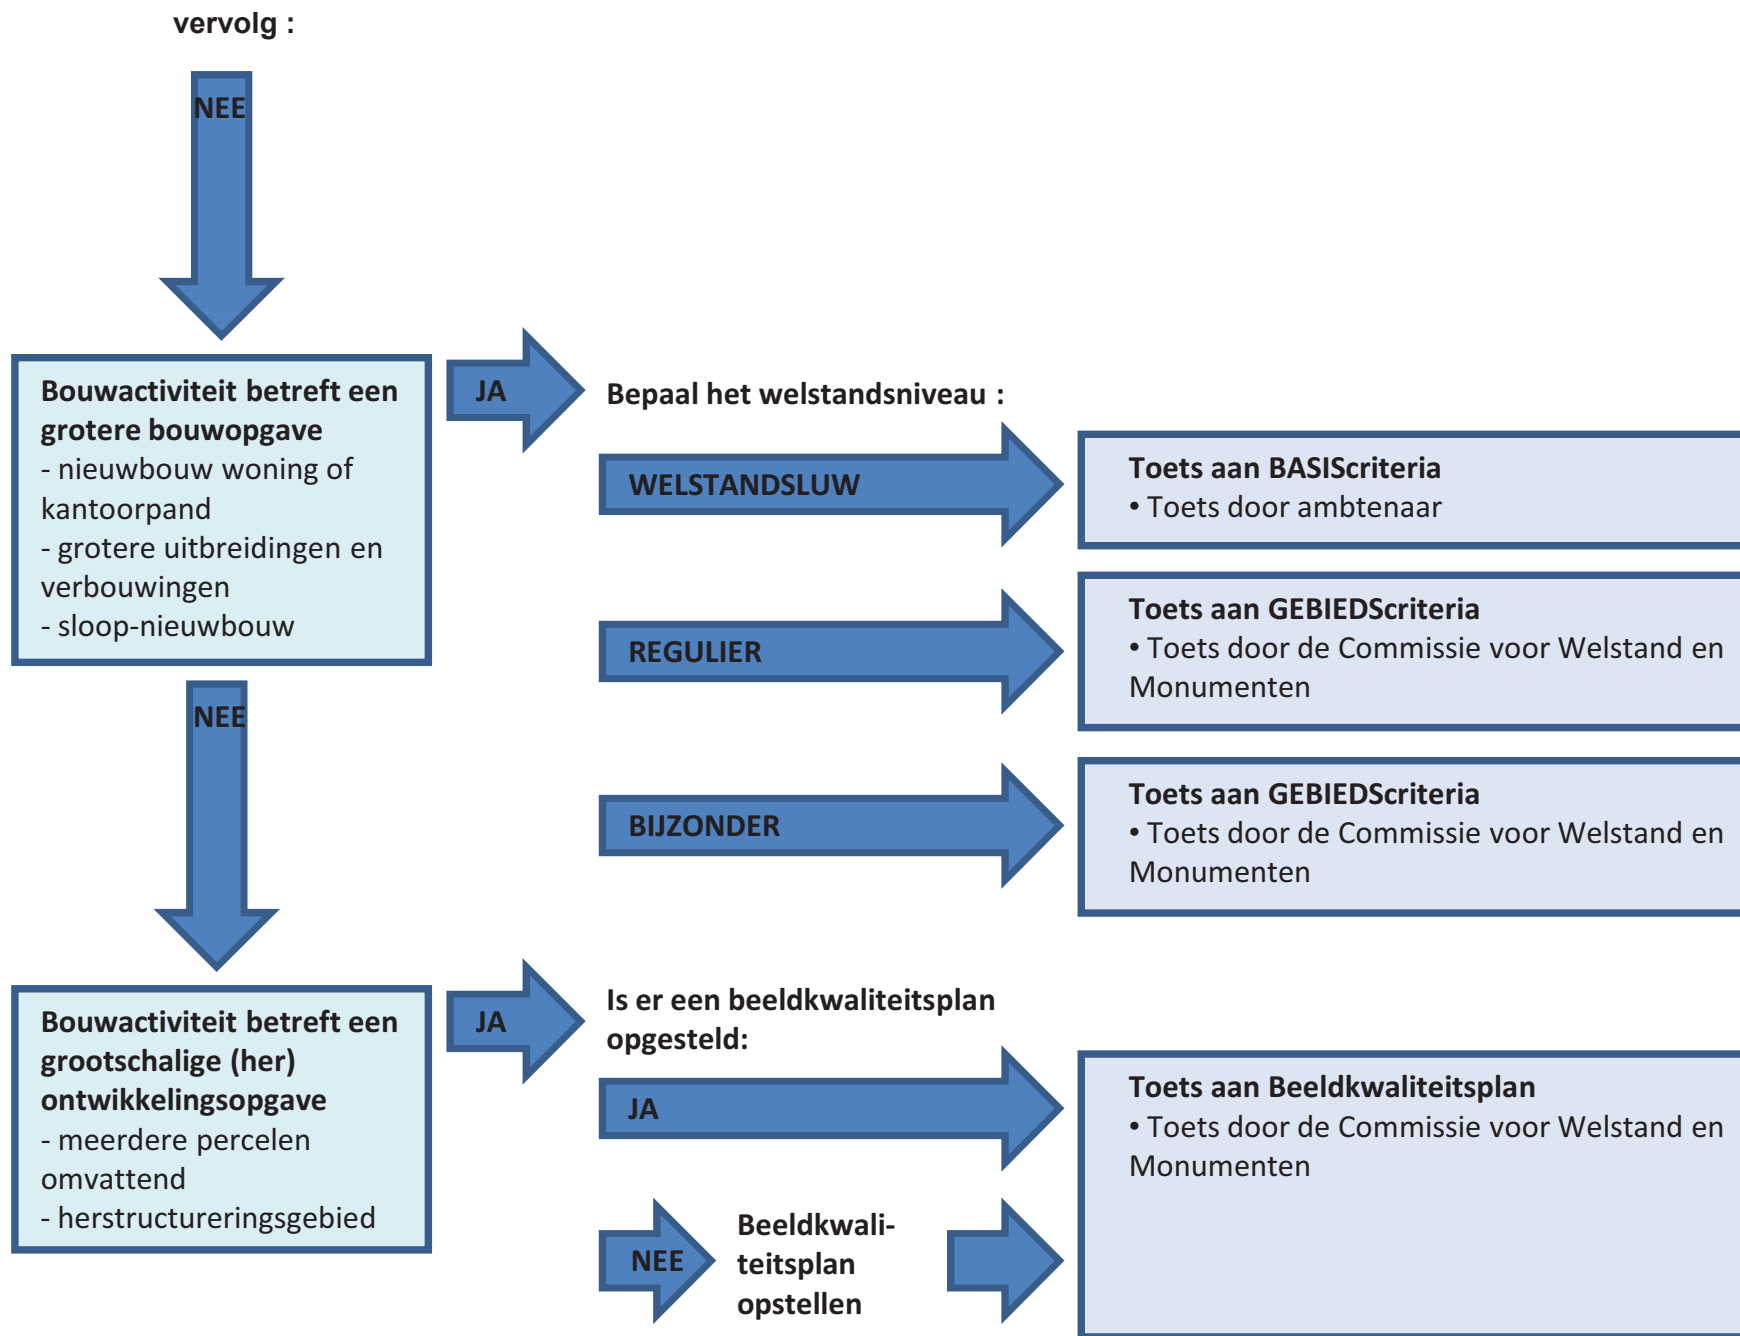 vervolg :
NEE
Bouwactiviteit betreft een
grotere bouwopgave
- nieuwbouw woning of
kantoorpand
- grotere uitbreidingen en
verbouwingen
- sloop-nieuwbouw
JA
Bepaal het welstandsniveau :
WELSTANDSLUW
Toets aan BASIScriteria
• Toets door ambtenaar
REGULIER
Toets aan GEBIEDScriteria
• Toets door de Commissie voor Welstand en
Monumenten
BIJZONDER
Toets aan GEBIEDScriteria
• Toets door de Commissie voor Welstand en
Monumenten
NEE
Bouwactiviteit betreft een
grootschalige (her)
ontwikkelingsopgave
- meerdere percelen
omvattend
- herstructureringsgebied
JA
Is er een beeldkwaliteitsplan
opgesteld:
JA
Toets aan Beeldkwaliteitsplan
• Toets door de Commissie voor Welstand en
Monumenten
NEE
Beeldkwali-
teitsplan
opstellen